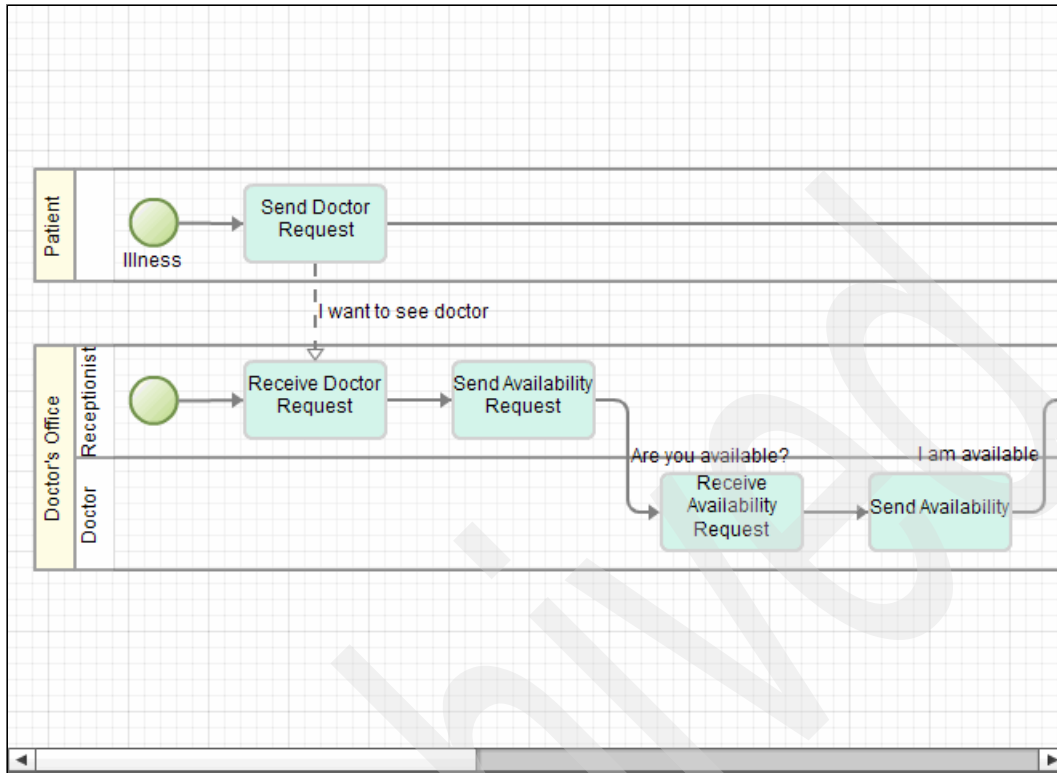 Patient
Illness
Send Doctor
Request
I want to see doctor
Doctor's Office
Receptionist
Receive Doctor
Request
Send Availability
Request
Are you available?
I am available
Doctor
Receive
Availability
Request
Send Availability